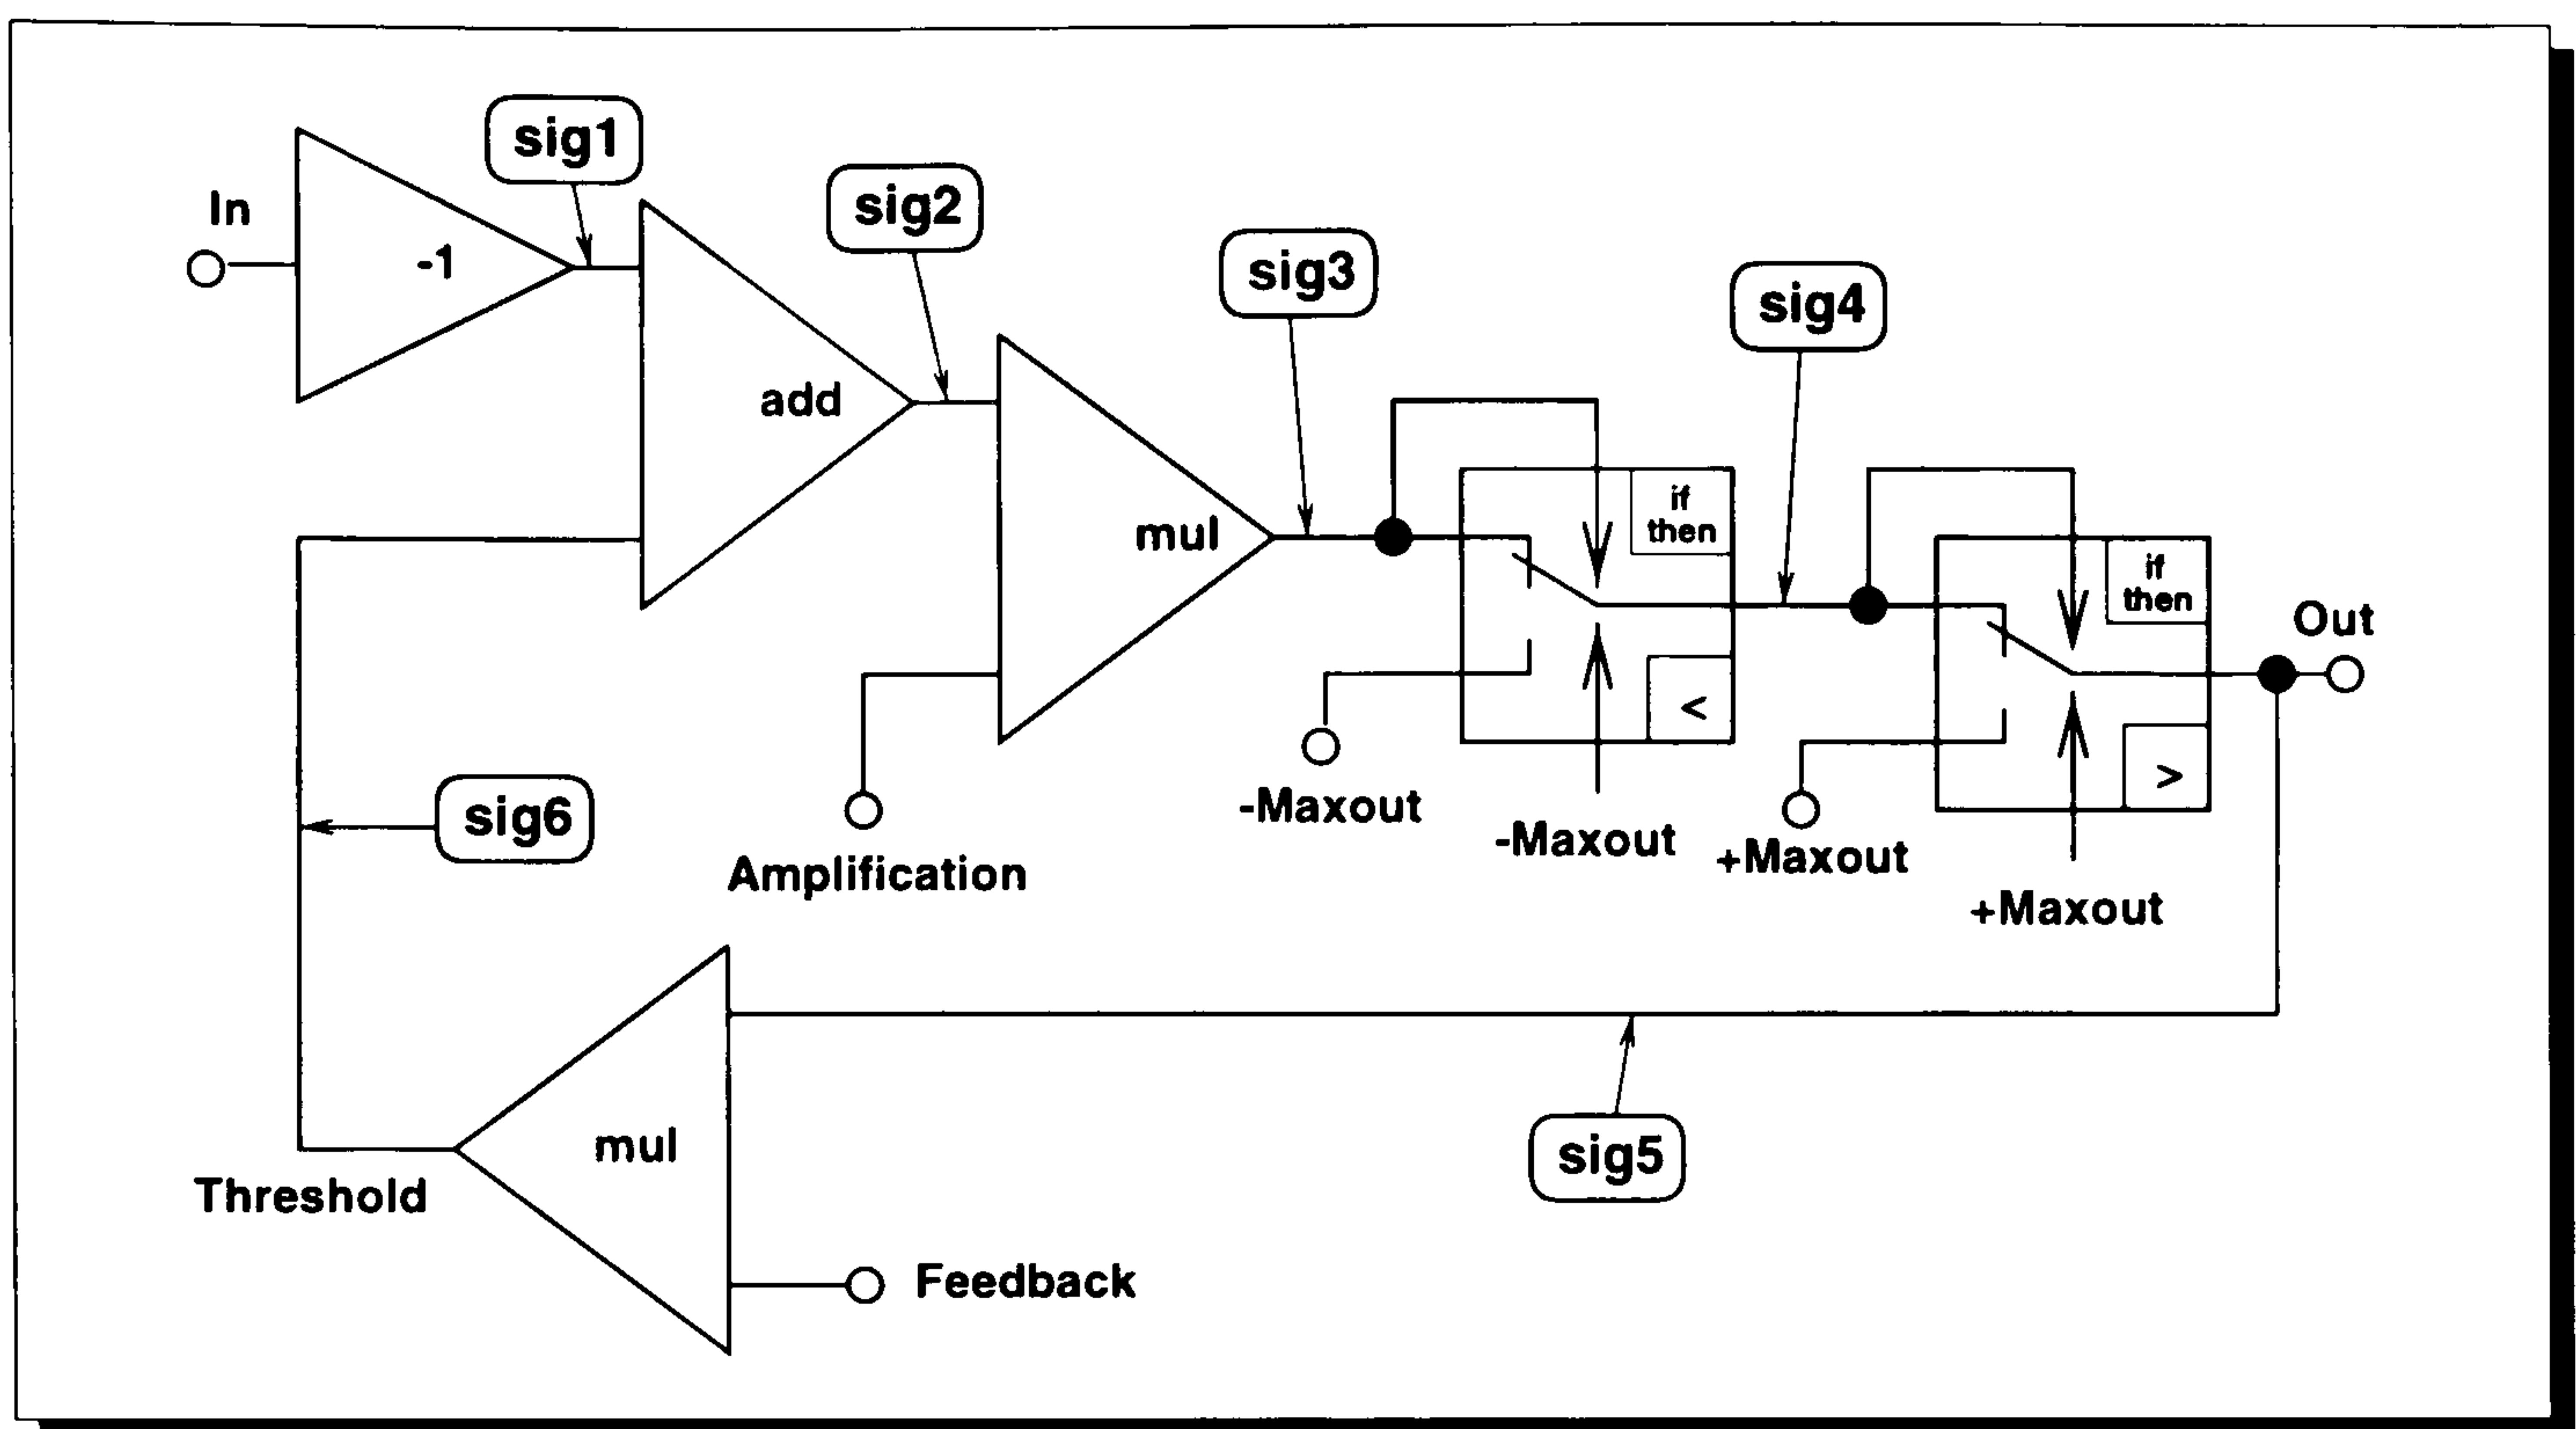 sig1
sig2
In
-1
sig3
sig4
add
mul
if
then
<
if
then
>
Out
sig6
-Maxout
-Maxout
+Maxout
+Maxout
Amplification
Threshold
mul
sig5
Feedback